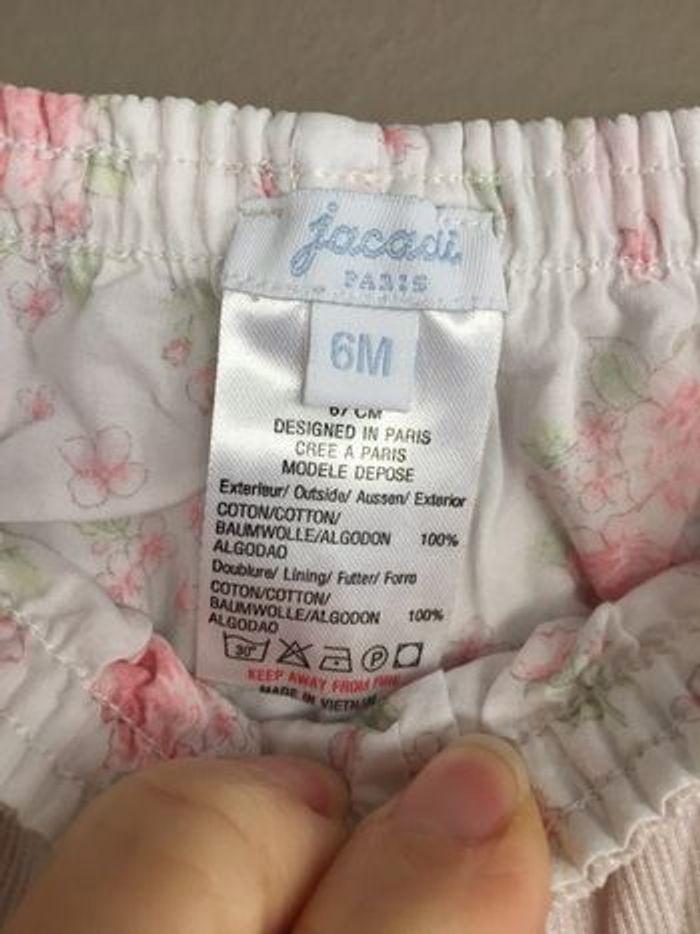 jacadi
PARIS
6M
67 CM
DESIGNED IN PARIS
CREE A PARIS
MODELE DEPOSE
Exterieur/ Outside/ Aussen/ Exterior
COTON/COTTON/
BAUMWOLLE/ALGODON 100%
ALGODAO
Doublure/ Lining/ Futter/ Forro
COTON/COTTON/
BAUMWOLLE/ALGODON 100%
ALGODAO
30° P
KEEP AWAY FROM FIRE
MADE IN VIETNAM